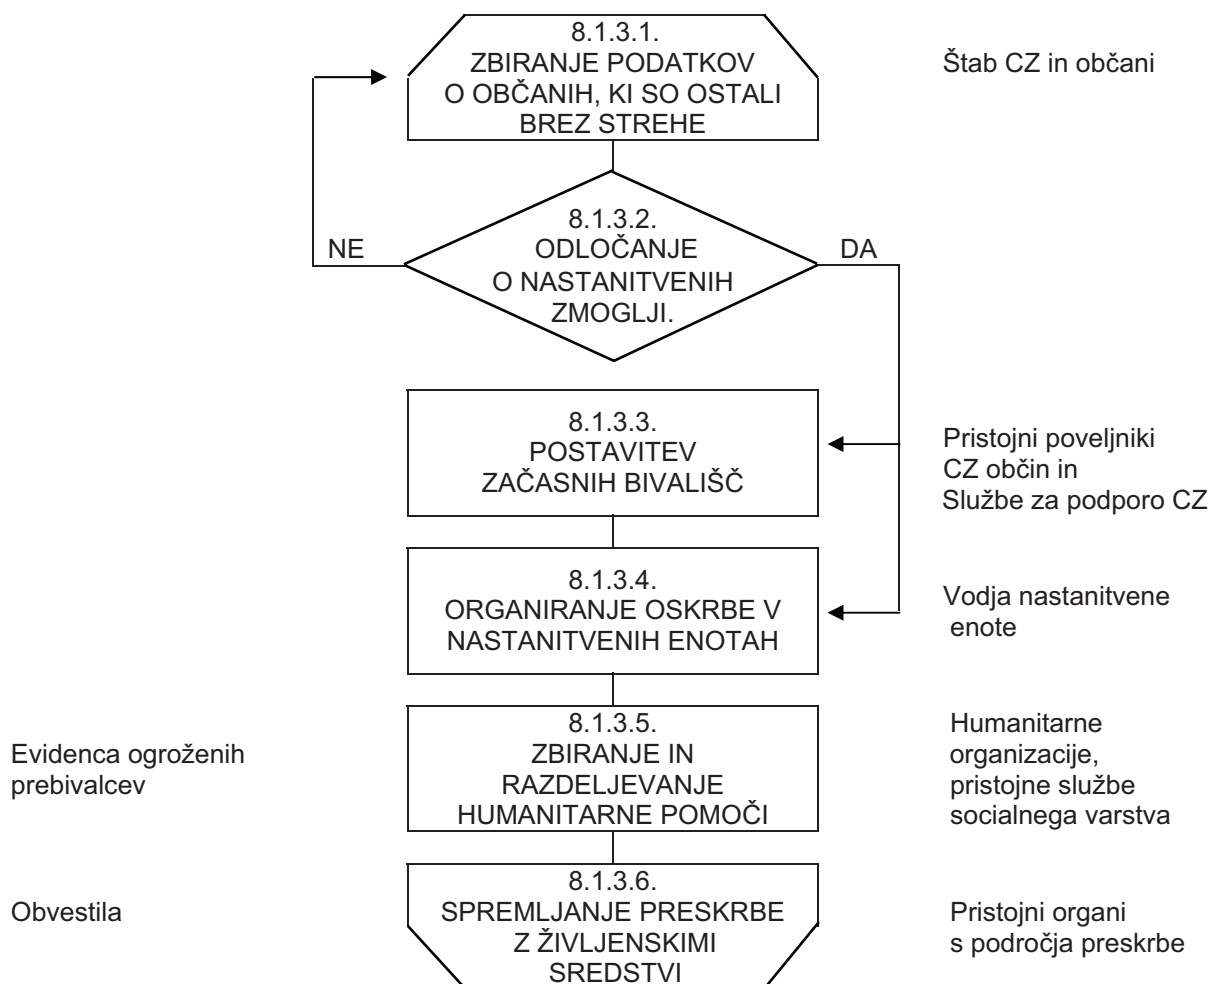 8.1.3.1.
ZBIRANJE PODATKOV
O OBČANIH, KI SO OSTALI
BREZ STREHE
Štab CZ in občani
8.1.3.2.
ODLOČANJE
O NASTANITVENIH
ZMOGLJI.
NE
DA
8.1.3.3.
POSTAVITEV
ZAČASNIH BIVALIŠČ
Pristojni poveljniki
CZ občin in
Službe za podporo CZ
8.1.3.4.
ORGANIRANJE OSKRBE V
NASTANITVENIH ENOTAH
Vodja nastanitvene
enote
Evidenca ogroženih
prebivalcev
8.1.3.5.
ZBIRANJE IN
RAZDELJEVANJE
HUMANITARNE POMOČI
Humanitarne
organizacije,
pristojne službe
socialnega varstva
Obvestila
8.1.3.6.
SPREMLJANJE PRESKRBE
Z ŽIVLJENSKIMI
SREDSTVI
Pristojni organi
s področja preskrbe